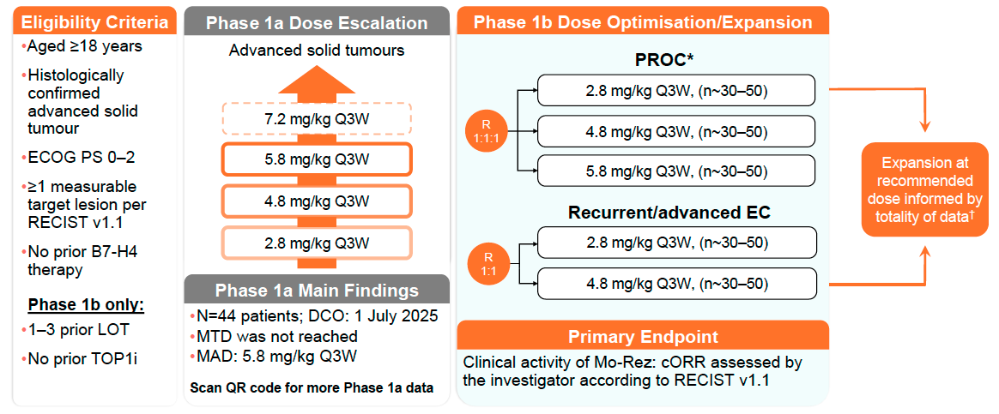 Eligibility Criteria
•Aged ≥18 years
•Histologically
confirmed
advanced solid
tumour
•ECOG PS 0–2
•≥1 measurable
target lesion per
RECIST v1.1
•No prior B7-H4
therapy
Phase 1b only:
•1–3 prior LOT
•No prior TOP1i
Phase 1a Dose Escalation
Advanced solid tumours
7.2 mg/kg Q3W
5.8 mg/kg Q3W
4.8 mg/kg Q3W
2.8 mg/kg Q3W
Phase 1a Main Findings
•N=44 patients; DCO: 1 July 2025
•MTD was not reached
•MAD: 5.8 mg/kg Q3W
Scan QR code for more Phase 1a data
Phase 1b Dose Optimisation/Expansion
PROC*
R
1:1:1
2.8 mg/kg Q3W, (n~30–50)
4.8 mg/kg Q3W, (n~30–50)
5.8 mg/kg Q3W, (n~30–50)
Recurrent/advanced EC
R
1:1
2.8 mg/kg Q3W, (n~30–50)
4.8 mg/kg Q3W, (n~30–50)
Expansion at
recommended
dose informed by
totality of data†
Primary Endpoint
Clinical activity of Mo-Rez: cORR assessed by
the investigator according to RECIST v1.1